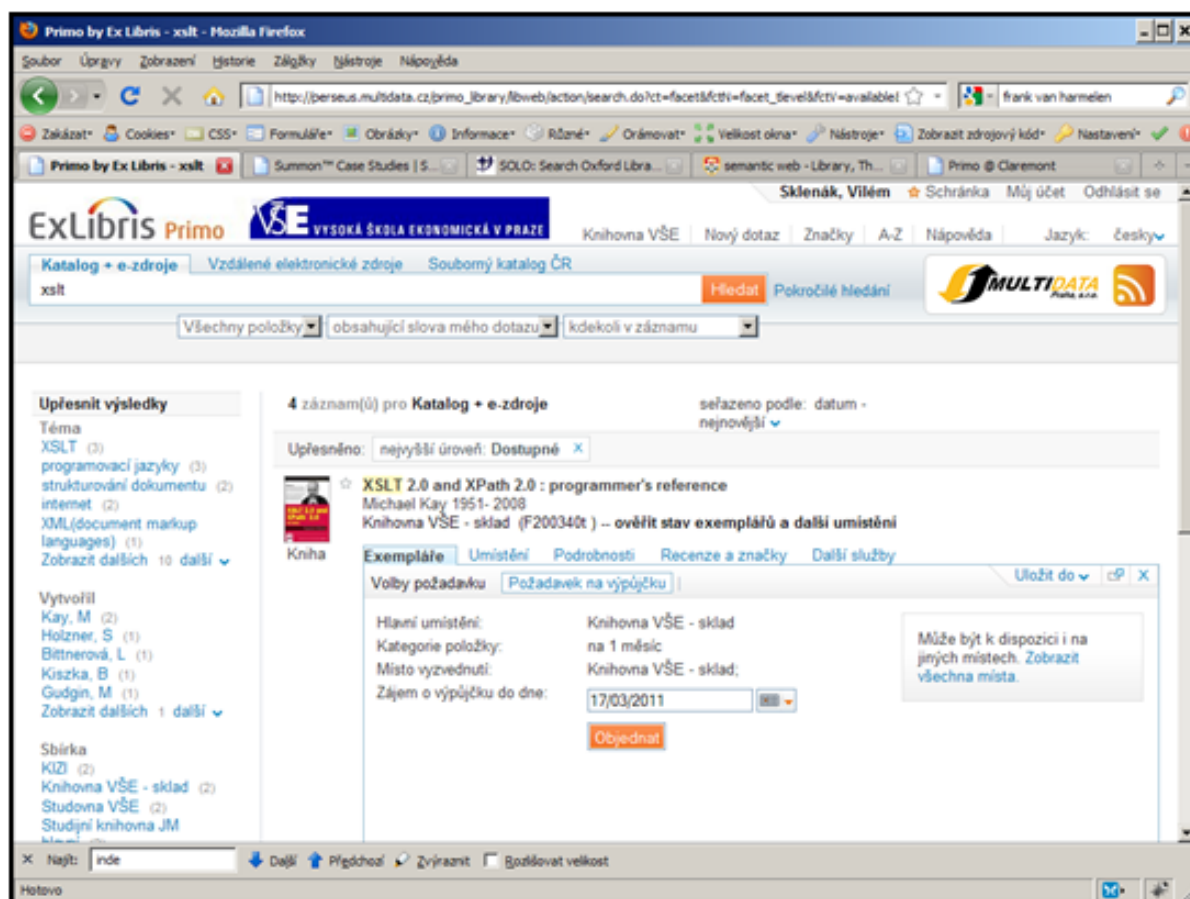 Primo by Ex Libris - xslt - Mozilla Firefox
Soubor Úpravy Zobrazení Historie Záložky Nástroje Nápověda
http://perseus.multidata.cz/primo_library/libweb/action/search.do?ct=facet&fctN=facet_tlevel&fctV=available! frank van harmelen
Zakázat Cookies CSS Formuláře Obrázky Informace Různé Orámovat Velikost okna Nástroje Zobrazit zdrojový kód Nastavení
Primo by Ex Libris - xslt Summon™ Case Studies | S... SOLO: Search Oxford Libra... semantic web - Library, Th... Primo @ Claremont
Sklenák, Vilém Schránka Můj účet Odhlásit se
ExLibris Primo VŠE VYSOKÁ ŠKOLA EKONOMICKÁ V PRAZE Knihovna VŠE Nový dotaz Značky A-Z Nápověda Jazyk: česky
Katalog + e-zdroje Vzdálené elektronické zdroje Souborný katalog ČR
xslt Hledat Pokročilé hledání
MULTIDATA
Praha, s.r.o.
Všechny položky obsahující slova mého dotazu kdekoli v záznamu
Upřesnit výsledky
Téma
XSLT (3)
programovací jazyky (3)
strukturování dokumentu (2)
internet (2)
XML(document markup
languages) (1)
Zobrazit dalších 10 další
Vytvořil
Kay, M (2)
Holzner, S (1)
Bittnerová, L (1)
Kiszka, B (1)
Gudgin, M (1)
Zobrazit dalších 1 další
Sbírka
KIZI (2)
Knihovna VŠE - sklad (2)
Studovna VŠE (2)
Studijní knihovna JM
4 záznam(ů) pro Katalog + e-zdroje
seřazeno podle: datum -
nejnovější
Upřesněno: nejvyšší úroveň: Dostupné X
XSLT 2.0 and XPath 2.0 : programmer's reference
Michael Kay 1951- 2008
Knihovna VŠE - sklad (F200340t ) -- ověřit stav exemplářů a další umístění
Kniha
Exempláře Umístění Podrobnosti Recenze a značky Další služby
Volby požadavku Požadavek na výpůjčku |
Uložit do X
Hlavní umístění: Knihovna VŠE - sklad
Kategorie položky: na 1 měsíc
Místo vyzvednutí: Knihovna VŠE - sklad;
Zájem o výpůjčku do dne: 17/03/2011
Objednat
Může být k dispozici i na
jiných místech. Zobrazit
všechna místa.
X Najít: inde Další Předchozí Zvýraznit Rozlišovat velikost
Hotovo